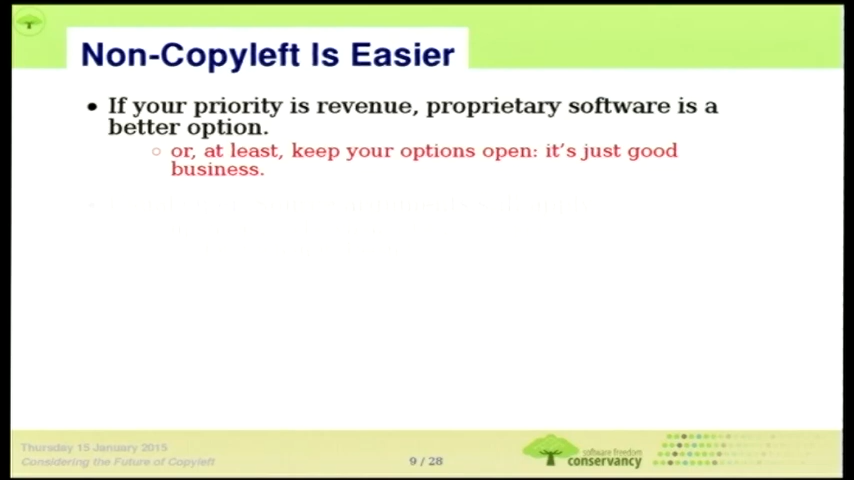 Non-Copyleft Is Easier
• If your priority is revenue, proprietary software is a
better option.
○ or, at least, keep your options open: it's just good
business.
Thursday 15 January 2015
Considering the Future of Copyleft
9 / 28
software freedom
conservancy